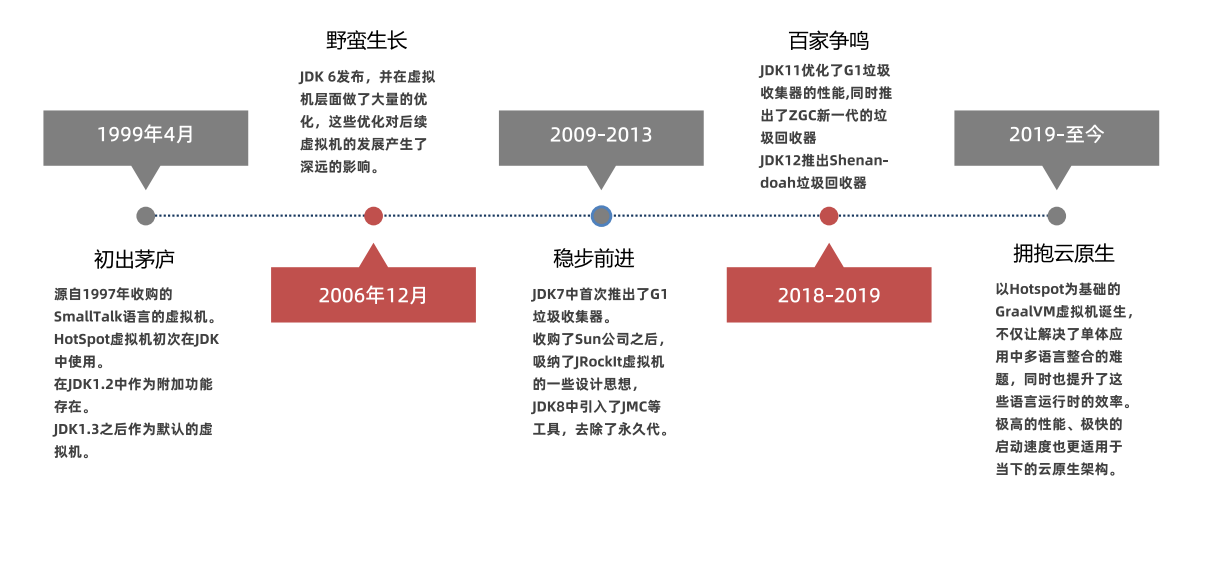 1999年4月
初出茅庐
源自1997年收购的
SmallTalk语言的虚拟机。
HotSpot虚拟机初次在JDK
中使用。
在JDK1.2中作为附加功能
存在。
JDK1.3之后作为默认的虚
拟机。
野蛮生长
JDK 6发布，并在虚拟
机层面做了大量的优
化，这些优化对后续
虚拟机的发展产生了
深远的影响。
2006年12月
2009-2013
稳步前进
JDK7中首次推出了G1
垃圾收集器。
收购了Sun公司之后，
吸纳了JRockIt虚拟机
的一些设计思想，
JDK8中引入了JMC等
工具，去除了永久代。
百家争鸣
JDK11优化了G1垃圾
收集器的性能,同时推
出了ZGC新一代的垃
圾回收器
JDK12推出Shenan-
doah垃圾回收器
2018-2019
2019-至今
拥抱云原生
以Hotspot为基础的
GraalVM虚拟机诞生，
不仅让解决了单体应
用中多语言整合的难
题，同时也提升了这
些语言运行时的效率。
极高的性能、极快的
启动速度也更适用于
当下的云原生架构。